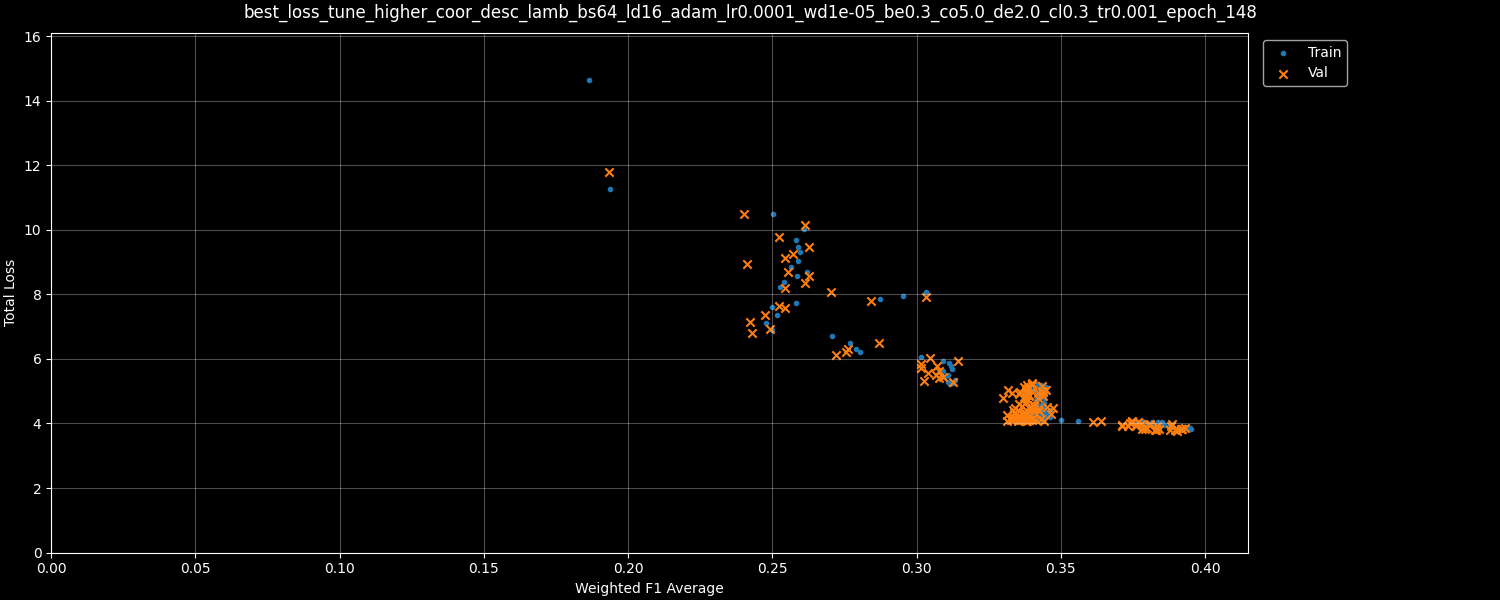 best_loss_tune_higher_coor_desc_lamb_bs64_ld16_adam_lr0.0001_wd1e-05_be0.3_co5.0_de2.0_cl0.3_tr0.001_epoch_148
16
14
12
10
8
6
4
2
0
Total Loss
0.00 0.05 0.10 0.15 0.20 0.25 0.30 0.35 0.40
Weighted F1 Average
Train
Val